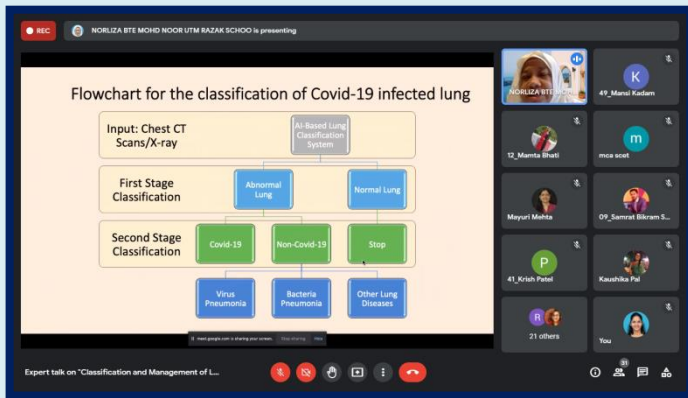 REC
NORLIZA BTE MOHD NOOR UTM RAZAK SCHOO is presenting
Flowchart for the classification of Covid-19 infected lung
Input: Chest CT
Scans/X-ray
AI-Based Lung
Classification
System
First Stage
Classification
Abnormal
Lung
Normal Lung
Second Stage
Classification
Covid-19
Non-Covid-19
Stop
Virus
Pneumonia
Bacteria
Pneumonia
Other Lung
Diseases
meet.google.com is sharing your screen.
Stop sharing
Hide
NORLIZA BTE
K
49_Mansi Kadam
12_Mamta Bhati
m
mca scet
Mayuri Mehta
09_Samrat Bikram S...
P
41_Krish Patel
Kaushika Pal
R
21 others
You
Expert talk on "Classification and Management of L...
31